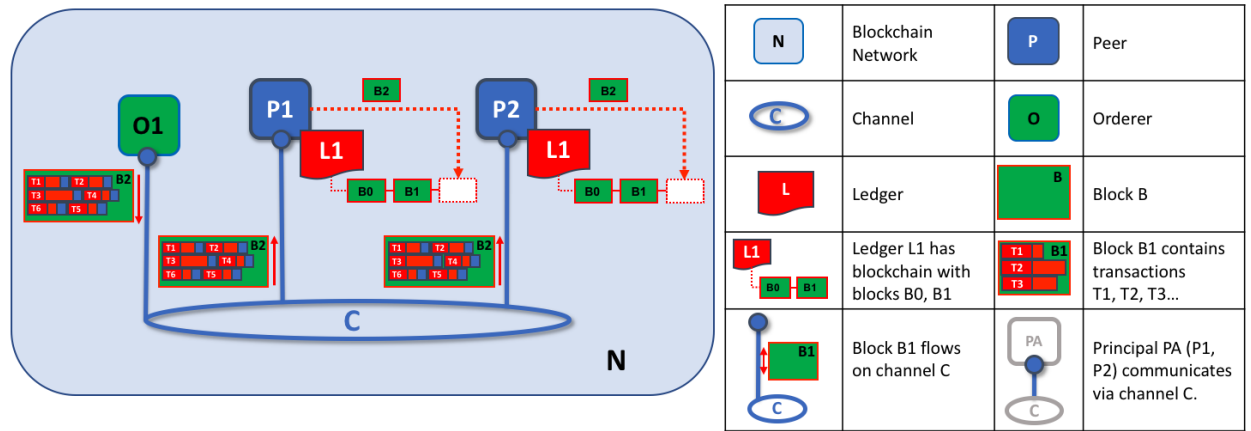 B2
B2
P1
P2
O1
L1
L1
B2
T1 T2
T3 T4
T6 T5
B0 B1
B0 B1
B2
T1 T2
T3 T4
T6 T5
B2
T1 T2
T3 T4
T6 T5
C
N
N
Blockchain
Network
P
Peer
C
Channel
O
Orderer
L
Ledger
B
Block B
L1
B0 B1
Ledger L1 has
blockchain with
blocks B0, B1
B1
T1
T2
T3
Block B1 contains
transactions
T1, T2, T3...
B1
C
Block B1 flows
on channel C
PA
C
Principal PA (P1,
P2) communicates
via channel C.